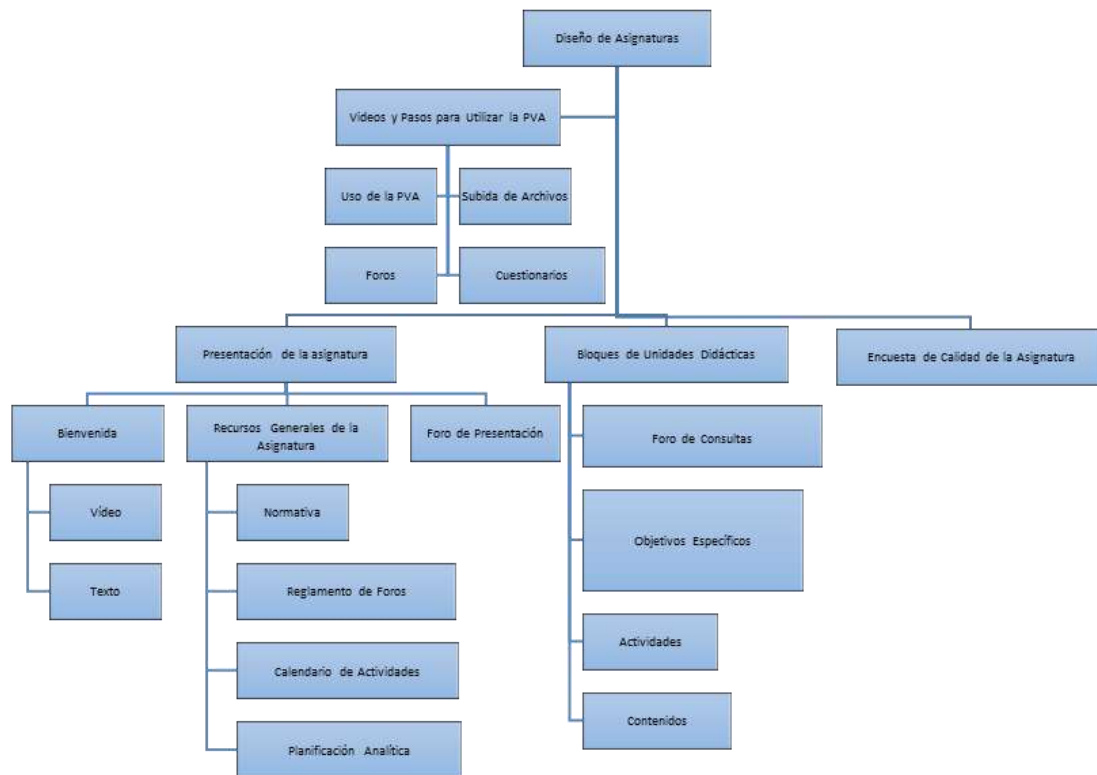 Diseño de Asignaturas
Videos y Pasos para Utilizar la PVA
Uso de la PVA
Subida de Archivos
Foros
Cuestionarios
Presentación de la asignatura
Bloques de Unidades Didácticas
Encuesta de Calidad de la Asignatura
Bienvenida
Recursos Generales de la
Asignatura
Foro de Presentación
Foro de Consultas
Vídeo
Normativa
Objetivos Específicos
Texto
Reglamento de Foros
Actividades
Calendario de Actividades
Contenidos
Planificación Analítica